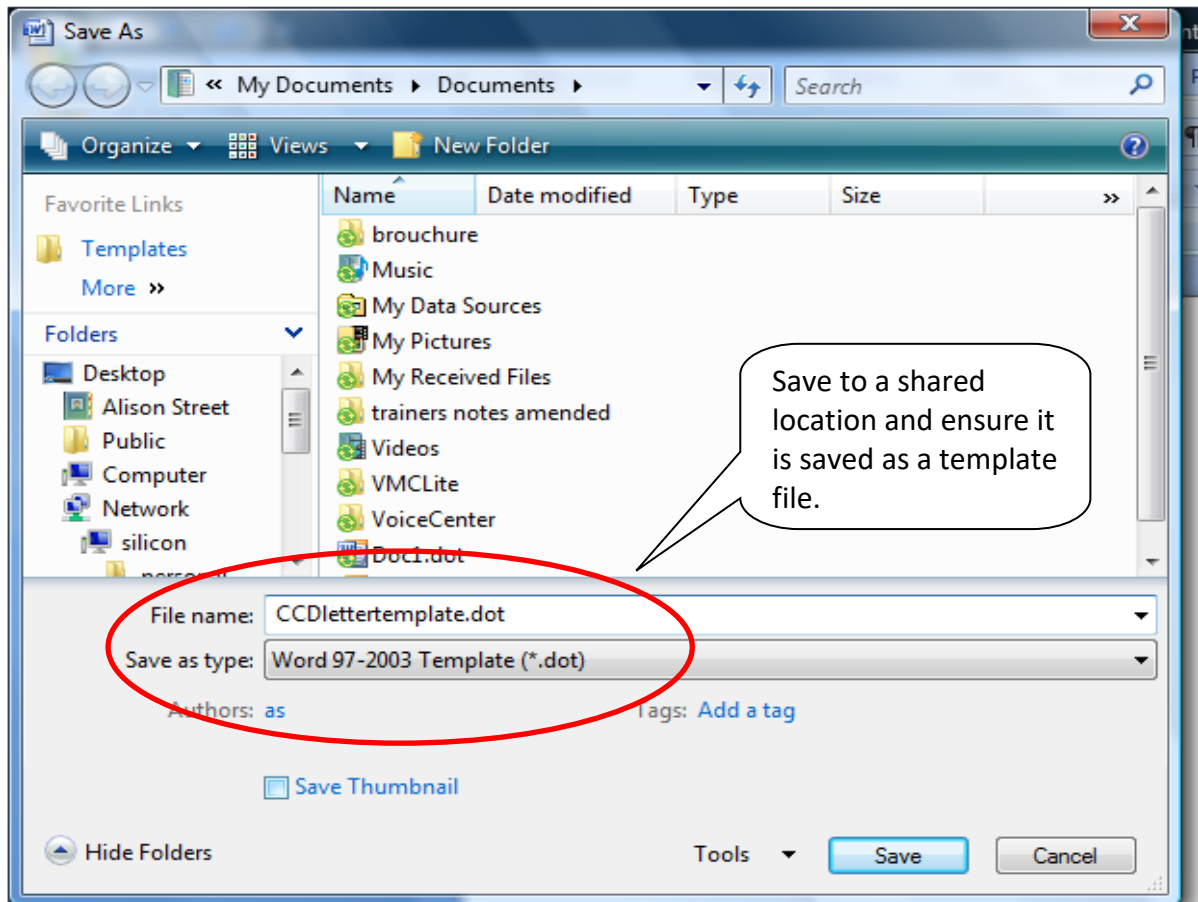 Save As
« My Documents ▸ Documents ▸
Search
Organize
Views
New Folder
Favorite Links
Templates
More »
Folders
Desktop
Alison Street
Public
Computer
Network
silicon
personal
Name Date modified Type Size »
brouchure
Music
My Data Sources
My Pictures
My Received Files
trainers notes amended
Videos
VMCLite
VoiceCenter
Doc1.dot
Save to a shared
location and ensure it
is saved as a template
file.
File name: CCDlettertemplate.dot
Save as type: Word 97-2003 Template (*.dot)
Authors: as Tags: Add a tag
Save Thumbnail
Hide Folders Tools Save Cancel